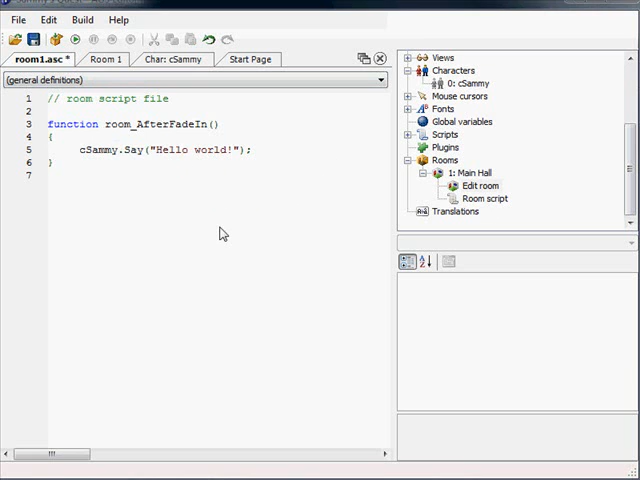 File Edit Build Help
room1.asc * Room 1 Char: cSammy Start Page
(general definitions)
1 // room script file
2
3 function room_AfterFadeIn()
4 {
5 cSammy.Say("Hello world!");
6 }
7
Views
Characters
0: cSammy
Mouse cursors
Fonts
Global variables
Scripts
Plugins
Rooms
1: Main Hall
Edit room
Room script
Translations